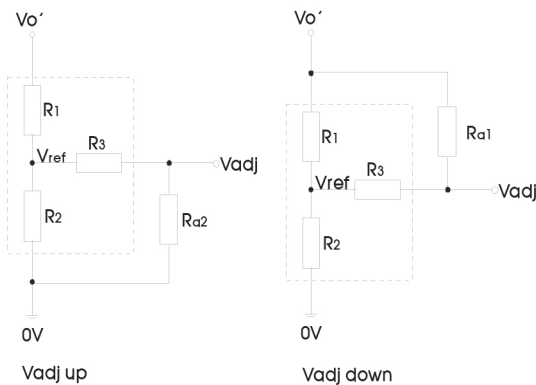 Vo′
R1
Vref
R3
Vadj
R2
Ra2
0V
Vadj up
Vo′
R1
Ra1
Vref
R3
Vadj
R2
0V
Vadj down